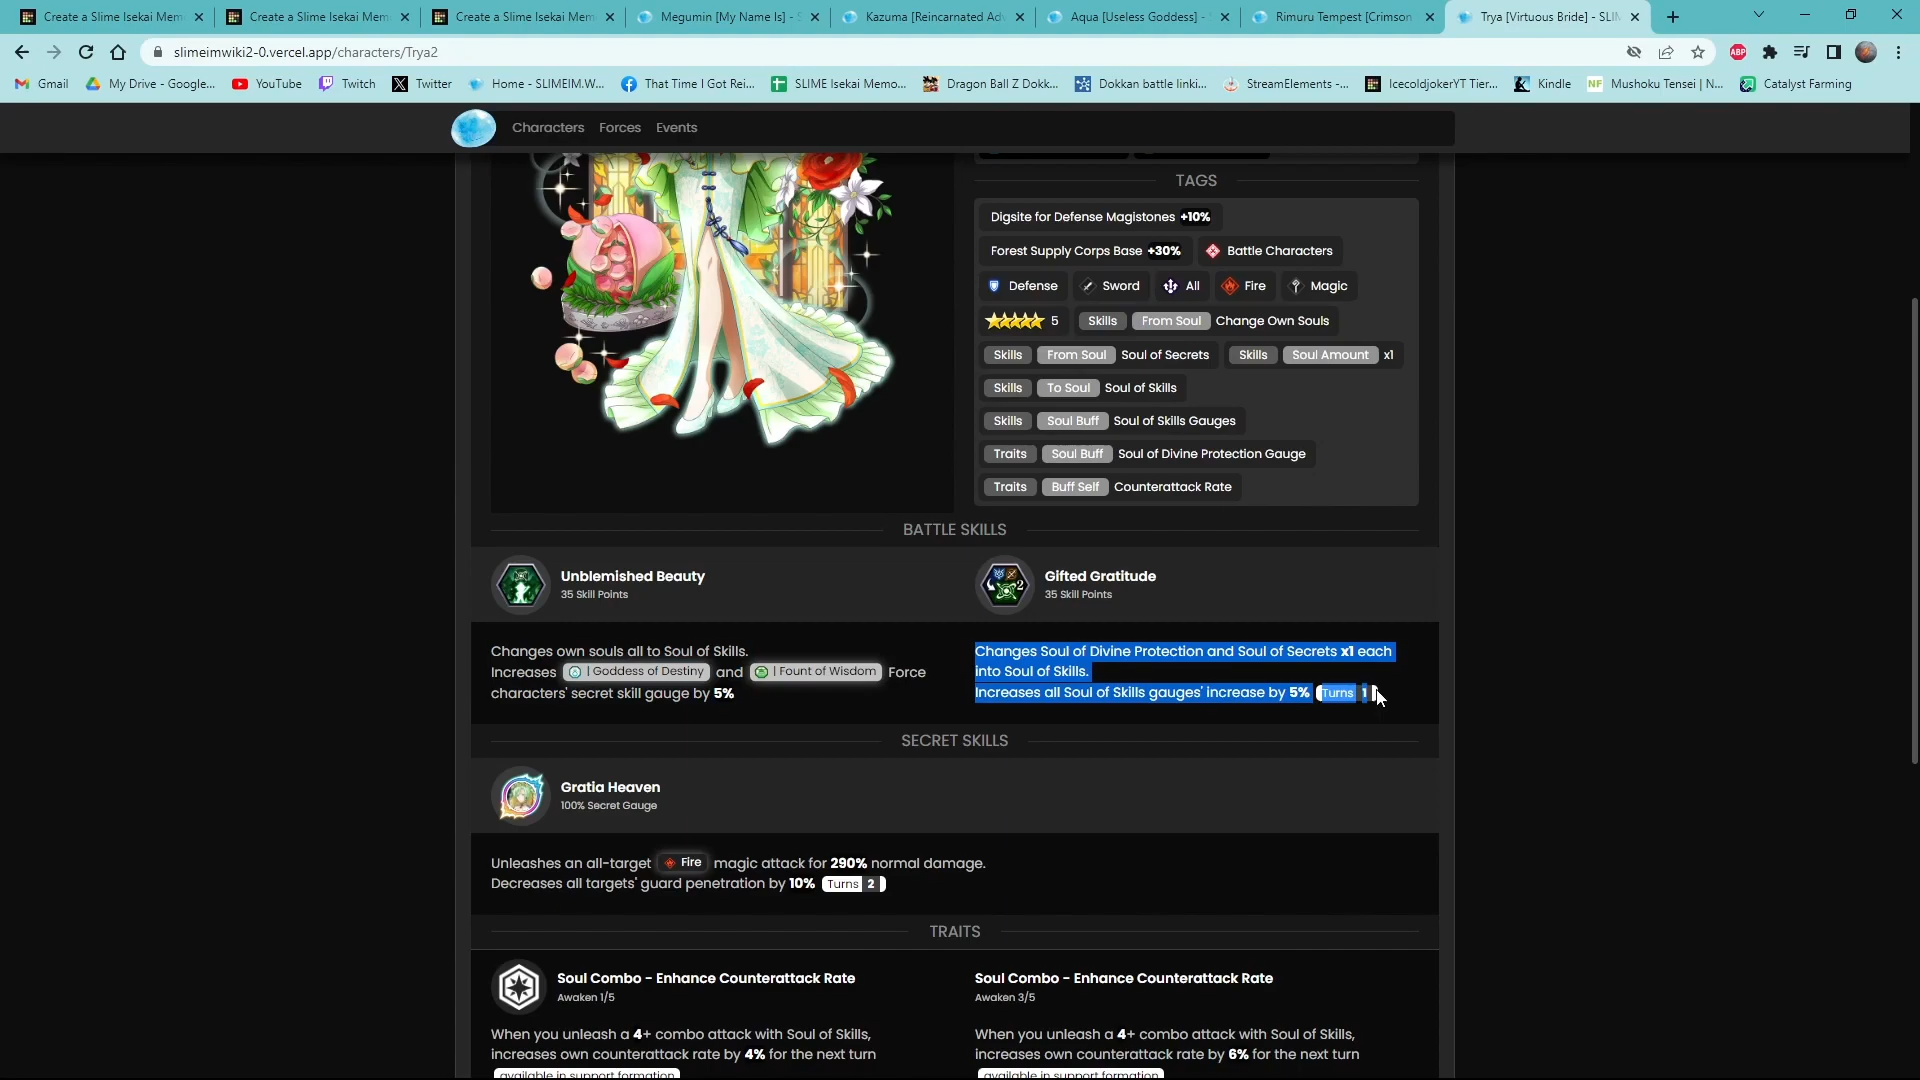 Create a Slime Isekai Mem
Create a Slime Isekai Mem
Create a Slime Isekai Mem
Megumin [My Name Is] - S
Kazuma [Reincarnated Adv
Aqua [Useless Goddess] - S
Rimuru Tempest [Crimson
Trya [Virtuous Bride] - SLIM
slimeimwiki2-0.vercel.app/characters/Trya2
ABP
Gmail
My Drive - Google...
YouTube
Twitch
Twitter
Home - SLIMEIM.W...
That Time I Got Rei...
SLIME Isekai Memo...
Dragon Ball Z Dokk...
Dokkan battle linki...
StreamElements -...
IcecoldjokerYT Tier...
Kindle
NF Mushoku Tensei | N...
Catalyst Farming
Characters Forces Events
TAGS
Digsite for Defense Magistones +10%
Forest Supply Corps Base +30% Battle Characters
Defense Sword All Fire Magic
5 Skills From Soul Change Own Souls
Skills From Soul Soul of Secrets Skills Soul Amount x1
Skills To Soul Soul of Skills
Skills Soul Buff Soul of Skills Gauges
Traits Soul Buff Soul of Divine Protection Gauge
Traits Buff Self Counterattack Rate
BATTLE SKILLS
Unblemished Beauty
35 Skill Points
Changes own souls all to Soul of Skills.
Increases | Goddess of Destiny and | Fount of Wisdom Force
characters' secret skill gauge by 5%
Gifted Gratitude
35 Skill Points
Changes Soul of Divine Protection and Soul of Secrets x1 each
into Soul of Skills.
Increases all Soul of Skills gauges' increase by 5% Turns 1
SECRET SKILLS
Gratia Heaven
100% Secret Gauge
Unleashes an all-target Fire magic attack for 290% normal damage.
Decreases all targets' guard penetration by 10% Turns 2
TRAITS
Soul Combo - Enhance Counterattack Rate
Awaken 1/5
When you unleash a 4+ combo attack with Soul of Skills,
increases own counterattack rate by 4% for the next turn
available in support formation
Soul Combo - Enhance Counterattack Rate
Awaken 3/5
When you unleash a 4+ combo attack with Soul of Skills,
increases own counterattack rate by 6% for the next turn
available in support formation